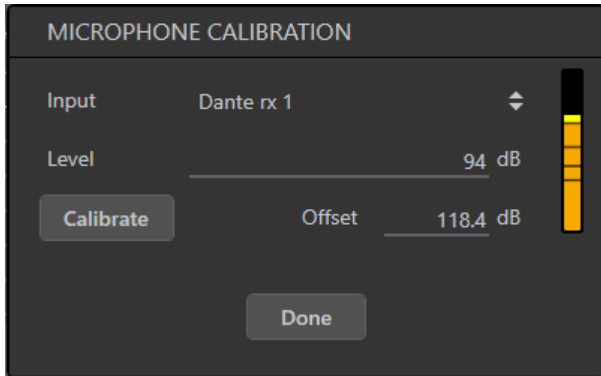 MICROPHONE CALIBRATION
Input Dante rx 1
Level 94 dB
Calibrate Offset 118.4 dB
Done